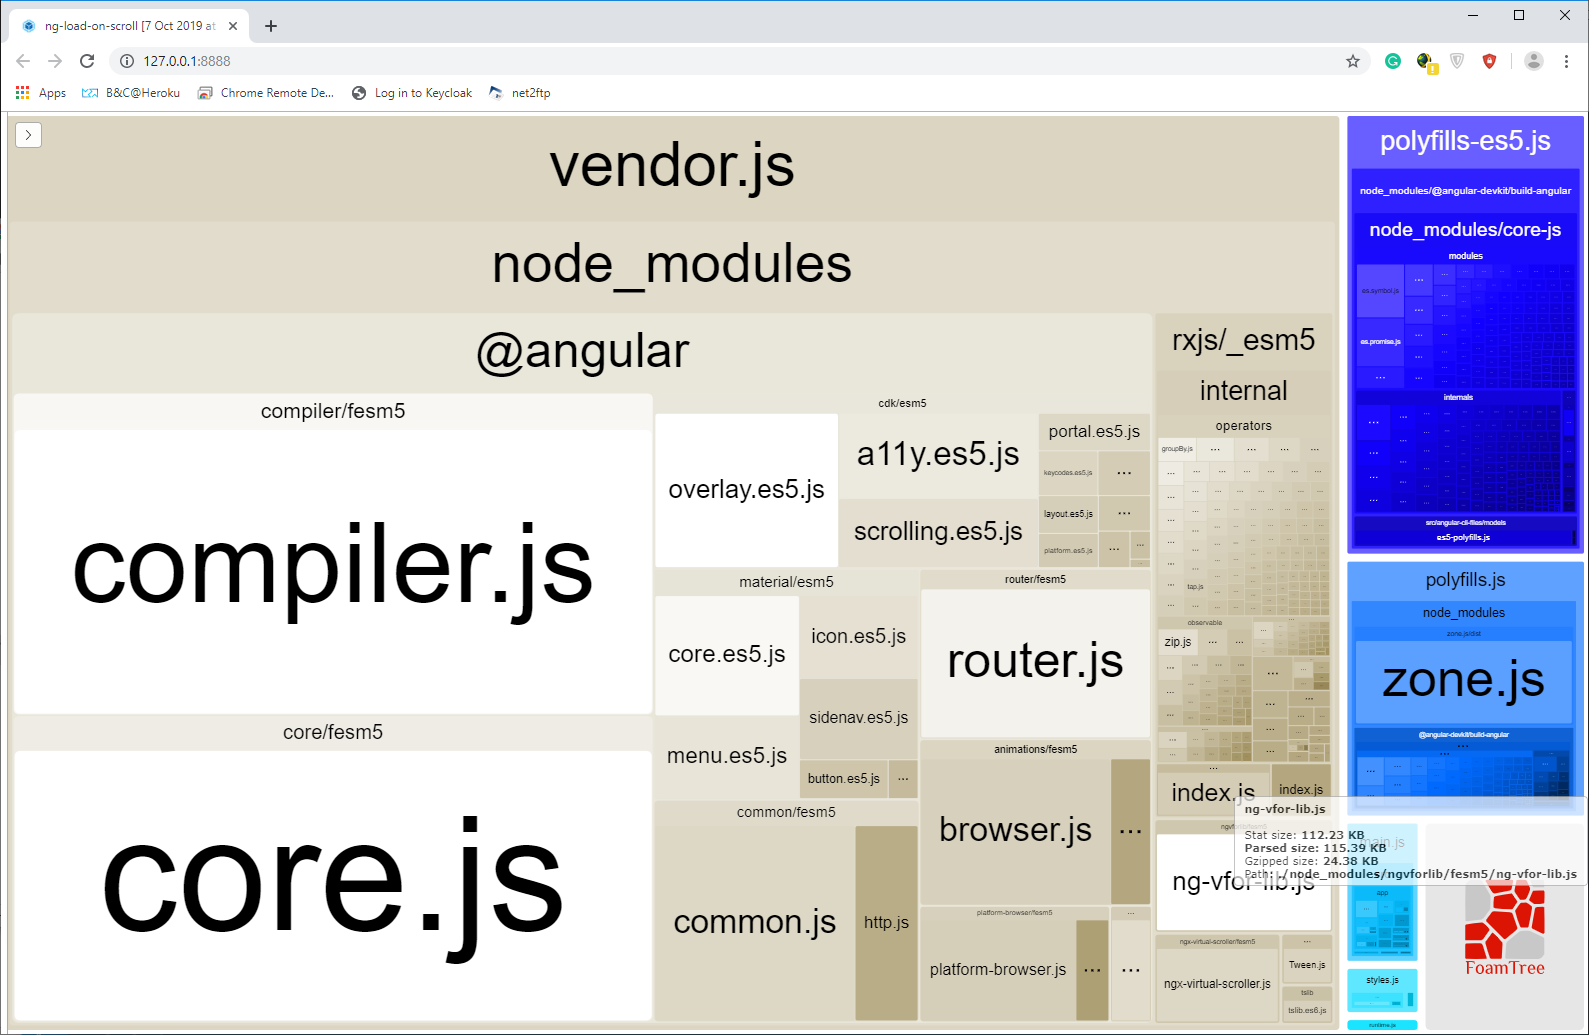 ng-load-on-scroll [7 Oct 2019 at
127.0.0.1:8888
Apps
B&C@Heroku
Chrome Remote De...
Log in to Keycloak
net2ftp
vendor.js
node_modules
@angular
compiler/fesm5
compiler.js
core/fesm5
core.js
cdk/esm5
overlay.es5.js
a11y.es5.js
scrolling.es5.js
portal.es5.js
keycodes.es5.js
...
layout.es5.js
...
platform.es5.js
...
material/esm5
core.es5.js
icon.es5.js
sidenav.es5.js
menu.es5.js
button.es5.js
...
common/fesm5
common.js
http.js
router/fesm5
router.js
animations/fesm5
browser.js
...
platform-browser/fesm5
platform-browser.js
...
...
rxjs/_esm5
internal
operators
groupBy.js
tap.js
observable
zip.js
index.js
index.js
ng-vfor-lib.js
ngx-virtual-scroller/fesm5
ngx-virtual-scroller.js
...
Tween.js
tslib
tslib.es6.js
ng-vfor-lib.js
Stat size: 112.23 KB
Parsed size: 115.39 KB
Gzipped size: 24.38 KB
Path: ./node_modules/ngvforlib/fesm5/ng-vfor-lib.js
polyfills-es5.js
node_modules/@angular-devkit/build-angular
node_modules/core-js
modules
es.symbol.js
es.promise.js
internals
src/angular-cli-files/models
es5-polyfills.js
polyfills.js
node_modules
zone.js/dist
zone.js
@angular-devkit/build-angular
main.js
app
styles.js
runtime.js
FoamTree